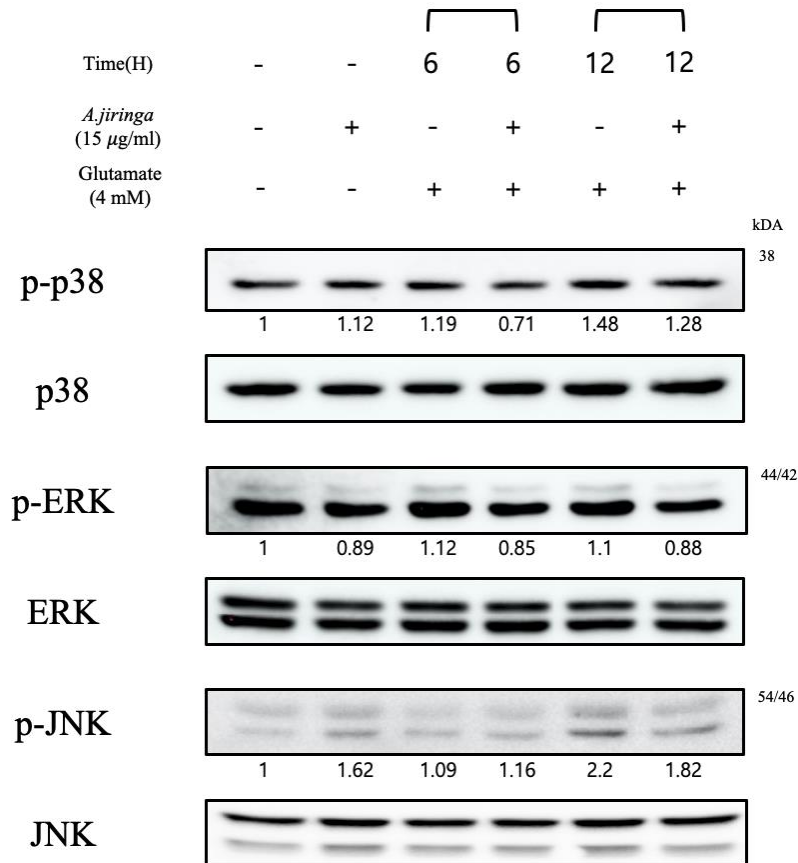 Time(H) - - 6 6 12 12
A.jiringa
(15 µg/ml) - + - + - +
Glutamate
(4 mM) - - + + + +
kDA
38
p-p38
1 1.12 1.19 0.71 1.48 1.28
p38
44/42
p-ERK
1 0.89 1.12 0.85 1.1 0.88
ERK
54/46
p-JNK
1 1.62 1.09 1.16 2.2 1.82
JNK